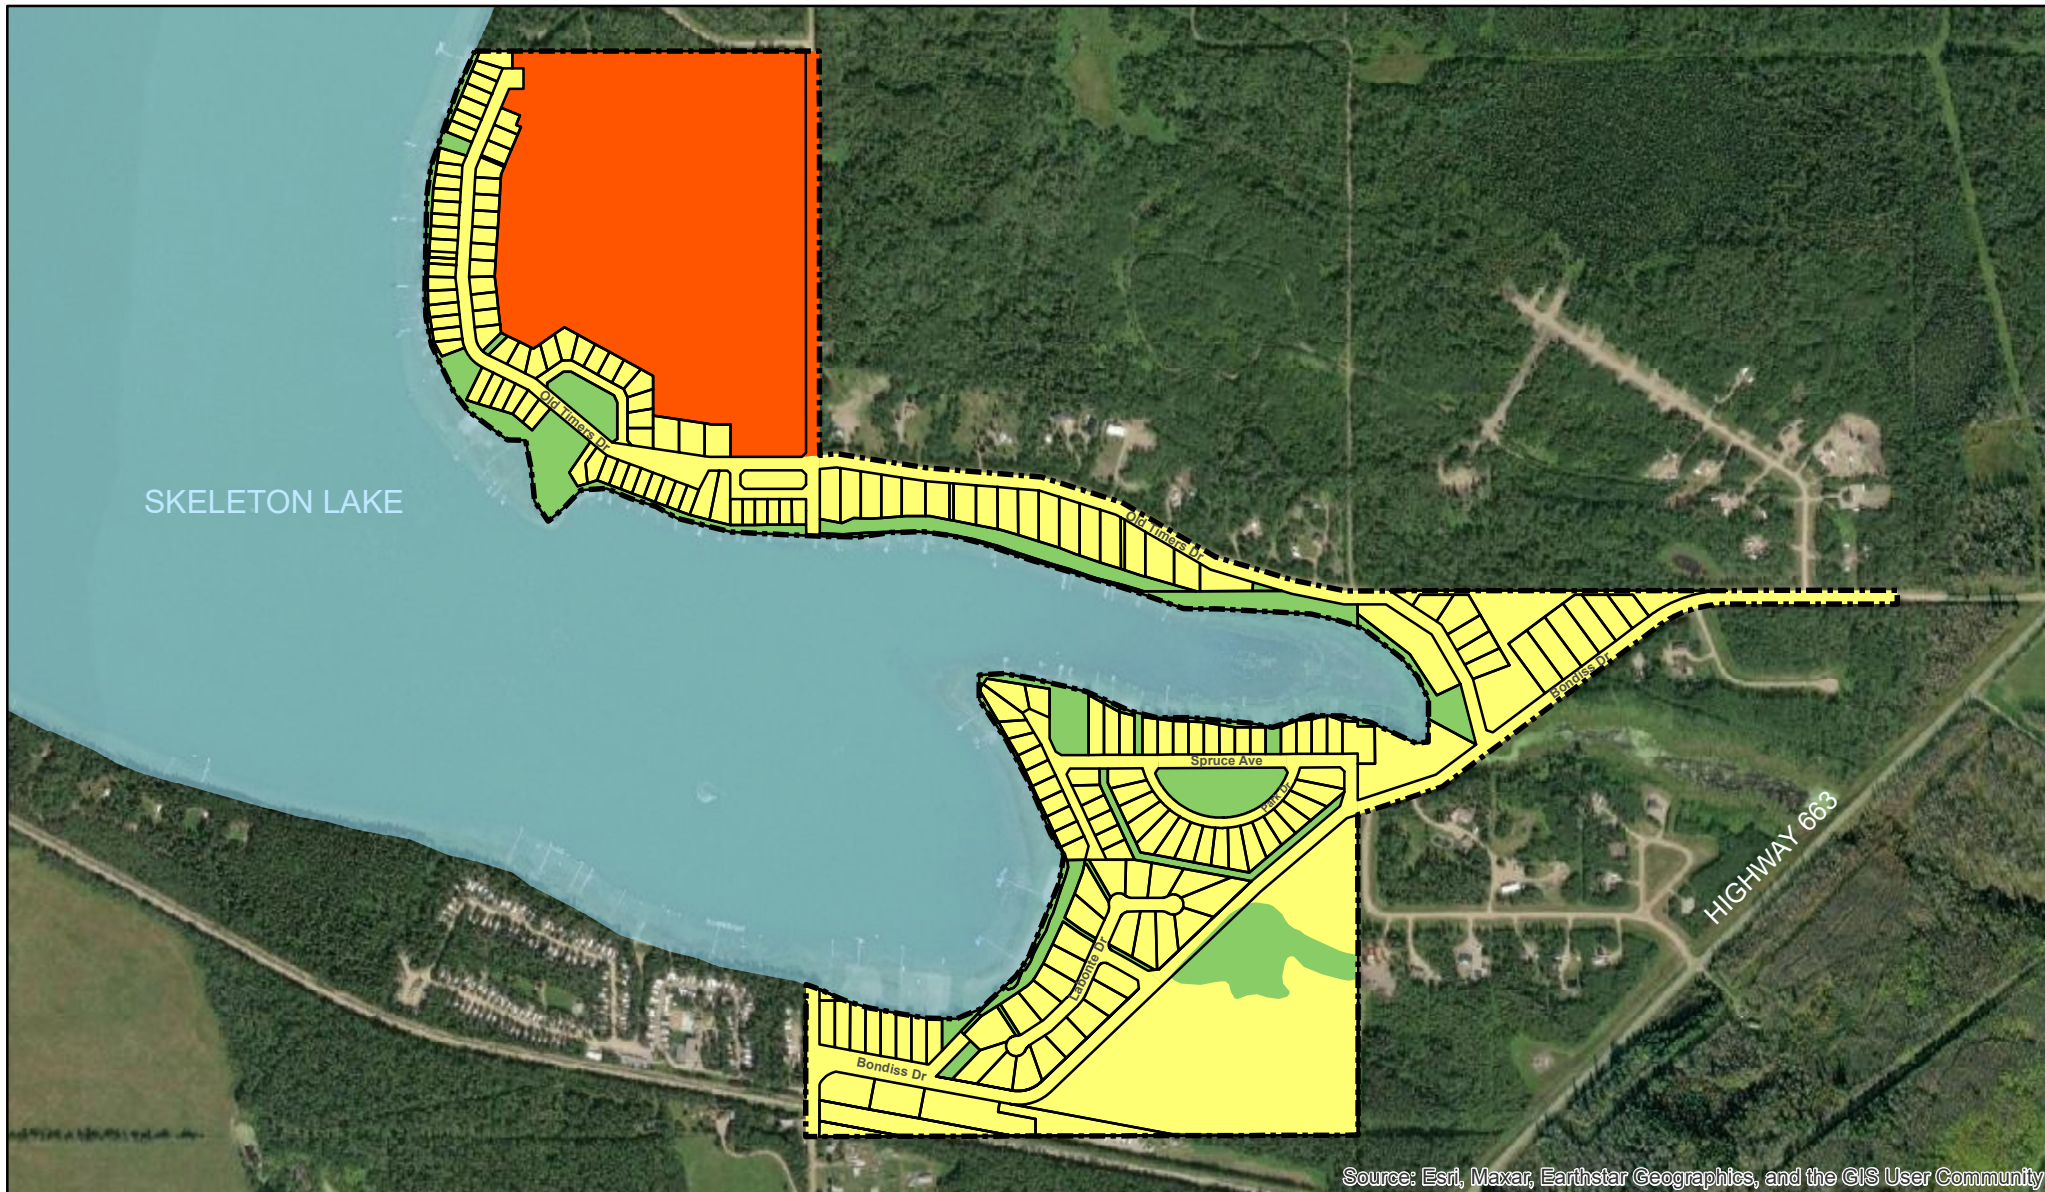 Old Timers Dr
SKELETON LAKE
Old Timers Dr
Bondiss Dr
Spruce Ave
Park Dr
HIGHWAY 663
Labonte Dr
Bondiss Dr
Source: Esri, Maxar, Earthstar Geographics, and the GIS User Community